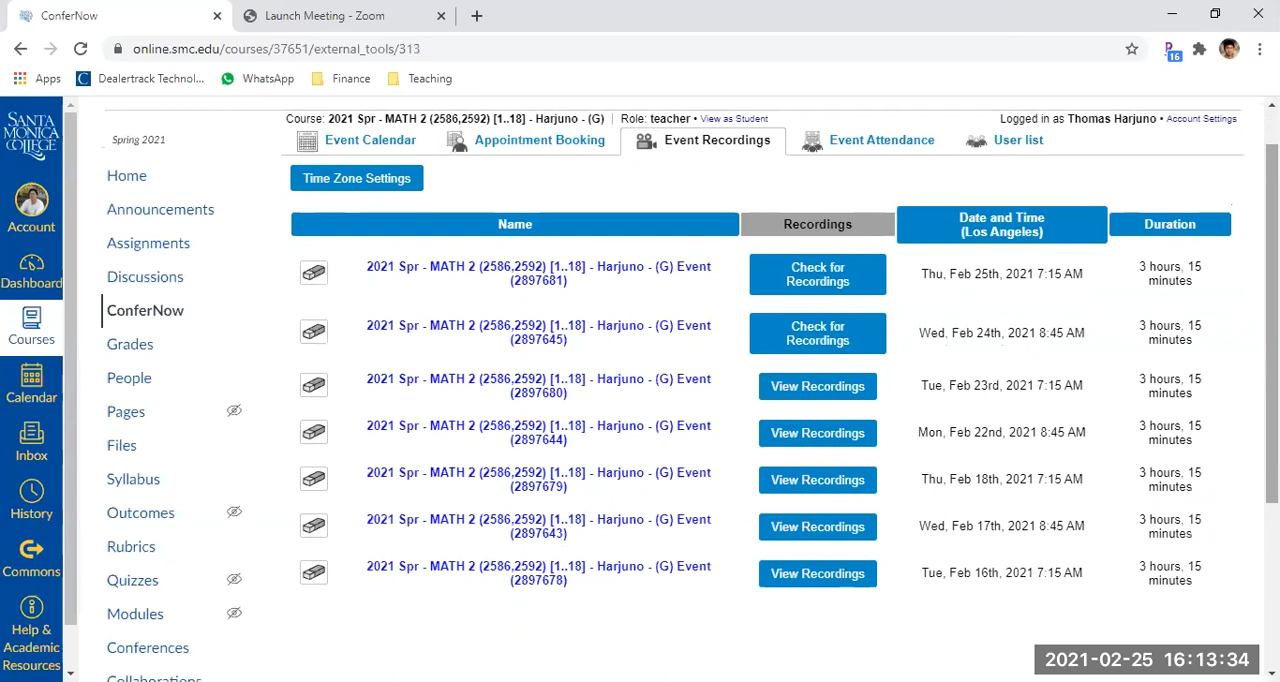 ConferNow
Launch Meeting - Zoom
online.smc.edu/courses/37651/external_tools/313
16
Apps
Dealertrack Technol...
WhatsApp
Finance
Teaching
SANTA
MONICA
COLLEGE
Account
Dashboard
Courses
Calendar
Inbox
History
Commons
Help &
Academic
Resources
Spring 2021
Home
Announcements
Assignments
Discussions
ConferNow
Grades
People
Pages
Files
Syllabus
Outcomes
Rubrics
Quizzes
Modules
Conferences
Collaborations
Course: 2021 Spr - MATH 2 (2586,2592) [1..18] - Harjuno - (G) | Role: teacher • View as Student
Logged in as Thomas Harjuno • Account Settings
Event Calendar
Appointment Booking
Event Recordings
Event Attendance
User list
Time Zone Settings
Name
Recordings
Date and Time
(Los Angeles)
Duration
2021 Spr - MATH 2 (2586,2592) [1..18] - Harjuno - (G) Event
(2897681)
Check for
Recordings
Thu, Feb 25th, 2021 7:15 AM
3 hours, 15
minutes
2021 Spr - MATH 2 (2586,2592) [1..18] - Harjuno - (G) Event
(2897645)
Check for
Recordings
Wed, Feb 24th, 2021 8:45 AM
3 hours, 15
minutes
2021 Spr - MATH 2 (2586,2592) [1..18] - Harjuno - (G) Event
(2897680)
View Recordings
Tue, Feb 23rd, 2021 7:15 AM
3 hours, 15
minutes
2021 Spr - MATH 2 (2586,2592) [1..18] - Harjuno - (G) Event
(2897644)
View Recordings
Mon, Feb 22nd, 2021 8:45 AM
3 hours, 15
minutes
2021 Spr - MATH 2 (2586,2592) [1..18] - Harjuno - (G) Event
(2897679)
View Recordings
Thu, Feb 18th, 2021 7:15 AM
3 hours, 15
minutes
2021 Spr - MATH 2 (2586,2592) [1..18] - Harjuno - (G) Event
(2897643)
View Recordings
Wed, Feb 17th, 2021 8:45 AM
3 hours, 15
minutes
2021 Spr - MATH 2 (2586,2592) [1..18] - Harjuno - (G) Event
(2897678)
View Recordings
Tue, Feb 16th, 2021 7:15 AM
3 hours, 15
minutes
2021-02-25 16:13:34